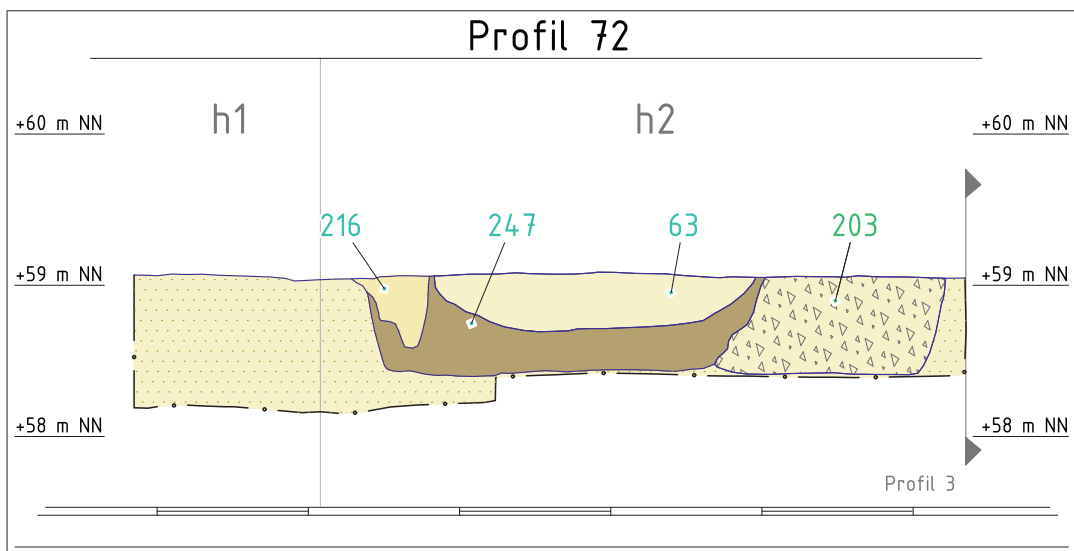 Profil 72
h1 h2
+60 m NN +60 m NN
216 247 63 203
+59 m NN +59 m NN
+58 m NN +58 m NN
Profil 3